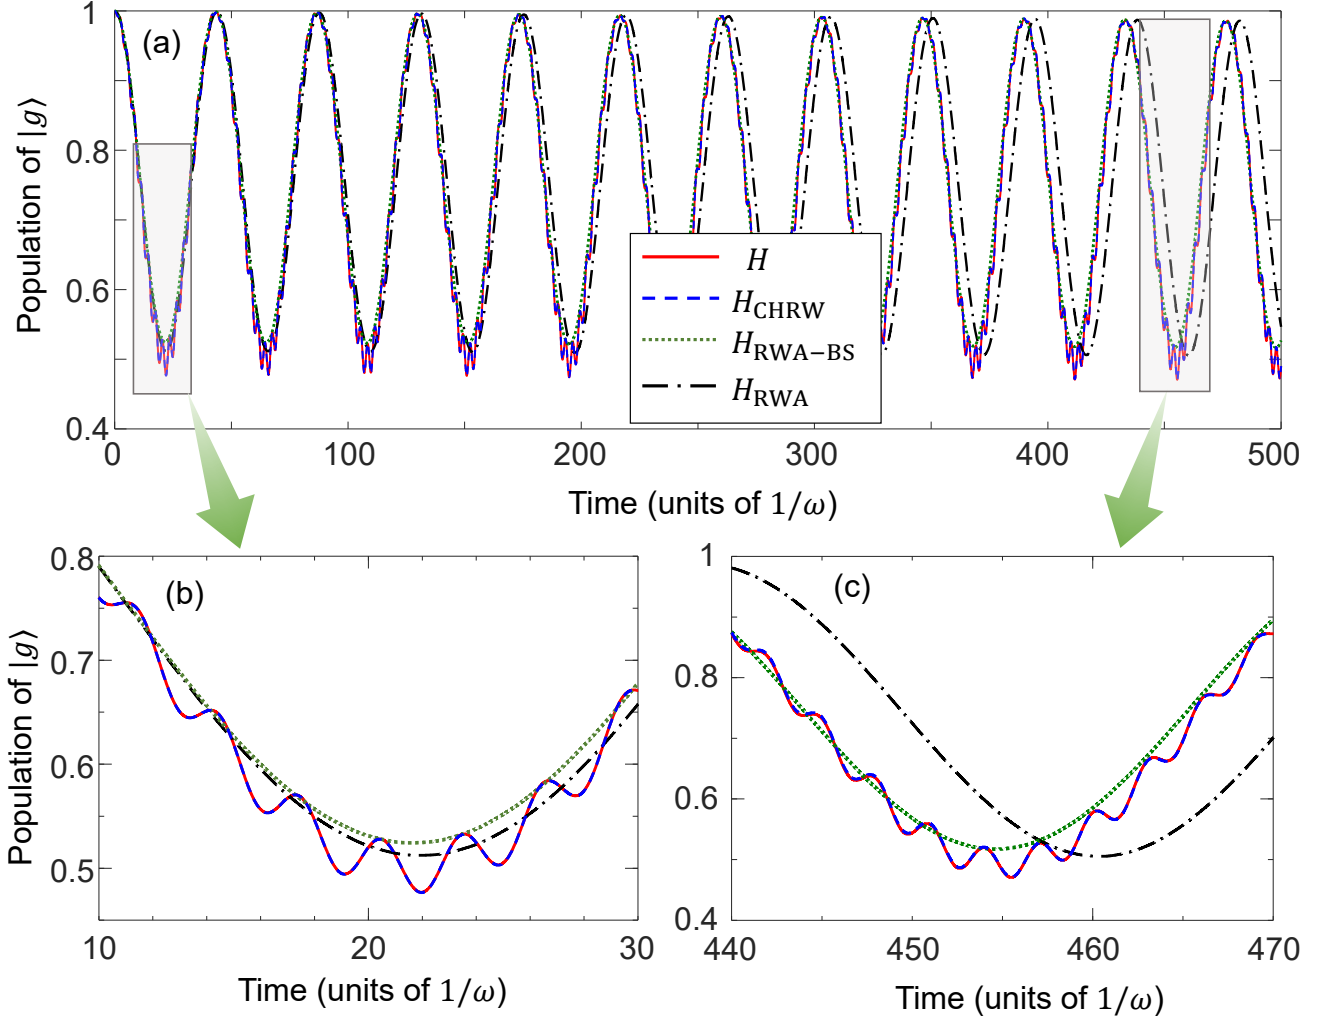 (a)
Population of |g⟩
1
0.8
0.6
0.4
0
100
200
300
400
500
Time (units of 1/ω)
H
H_CHRW
H_RWA−BS
H_RWA
(b)
Population of |g⟩
0.8
0.7
0.6
0.5
10
20
30
Time (units of 1/ω)
(c)
1
0.8
0.6
0.4
440
450
460
470
Time (units of 1/ω)